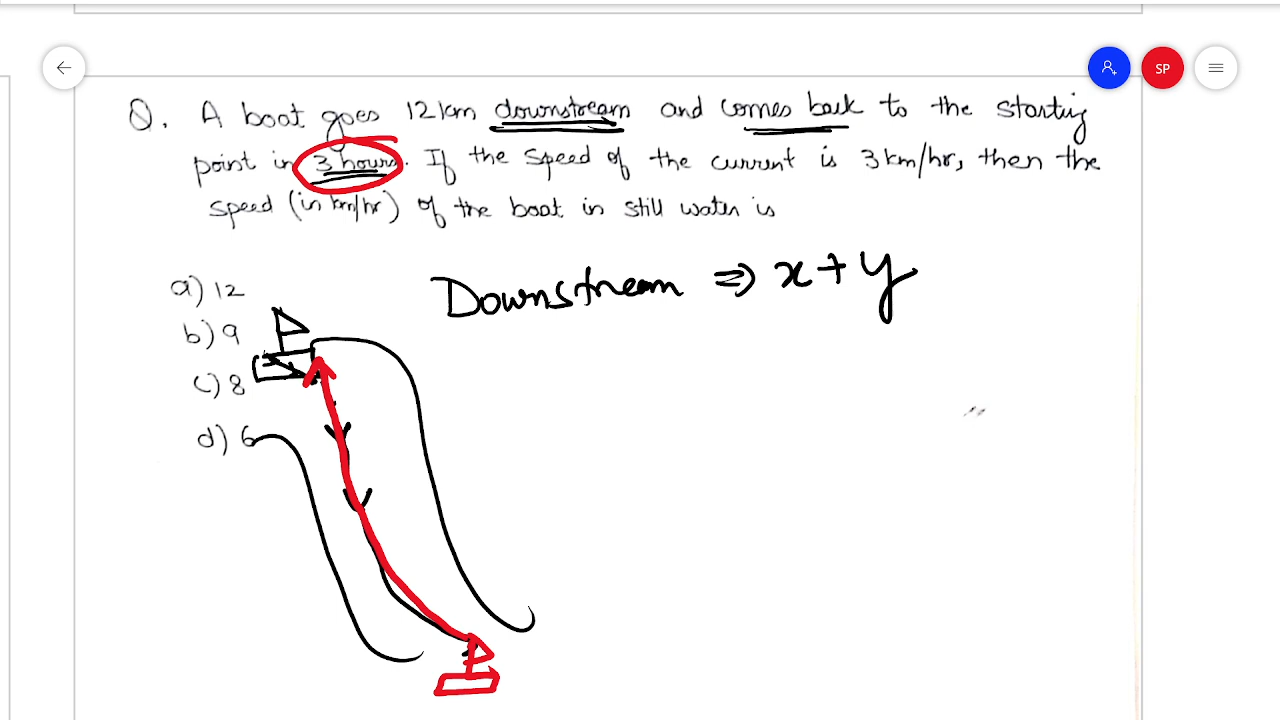 SP
Q. A boat goes 12 km downstream and comes back to the starting
point in 3 hours. If the speed of the current is 3 km/hr, then the
speed (in km/hr) of the boat in still water is
a) 12
b) 9
c) 8
d) 6
Downstream ⇒ x + y